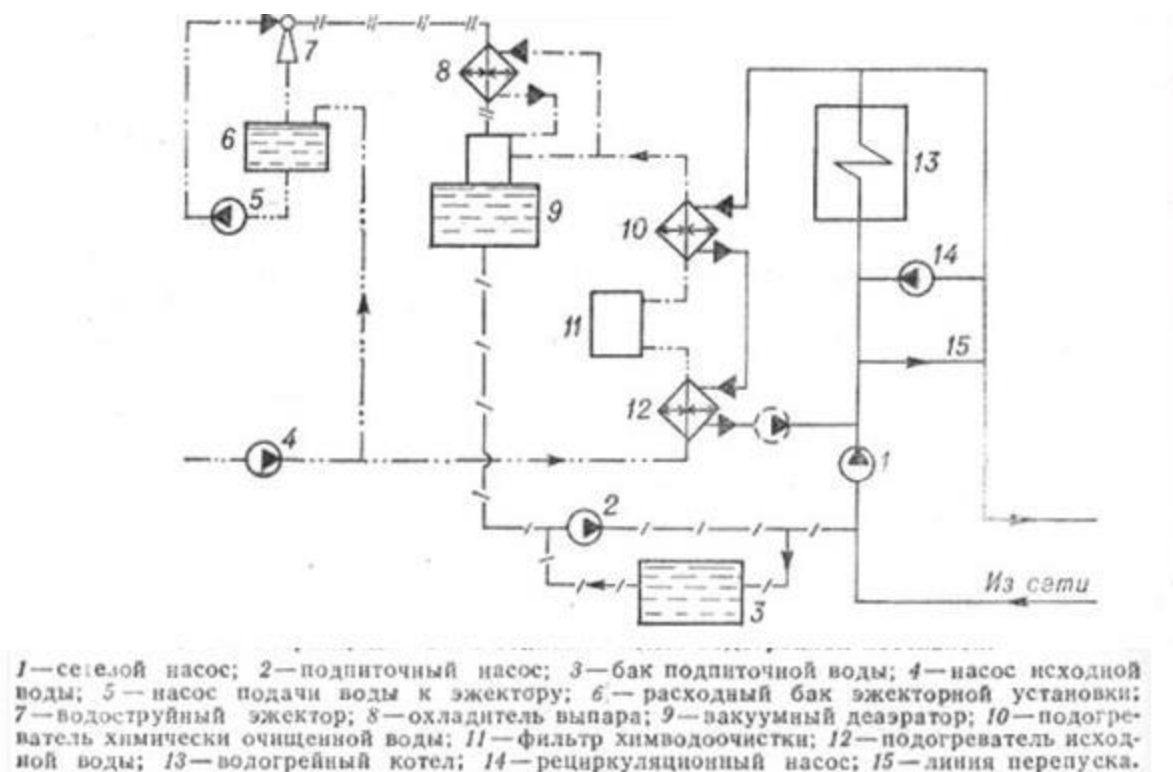 7
8
6
13
5
9
10
14
11
15
12
4
1
2
Из сети
3
1—сетевой насос; 2—подпиточный насос; 3—бак подпиточной воды; 4—насос исходной
воды; 5—насос подачи воды к эжектору; 6—расходный бак эжекторной установки;
7—водоструйный эжектор; 8—охладитель выпара; 9—вакуумный деаэратор; 10—подогре-
ватель химически очищенной воды; 11—фильтр химводоочистки; 12—подогреватель исход-
ной воды; 13—водогрейный котел; 14—рециркуляционный насос; 15—линия перепуска.